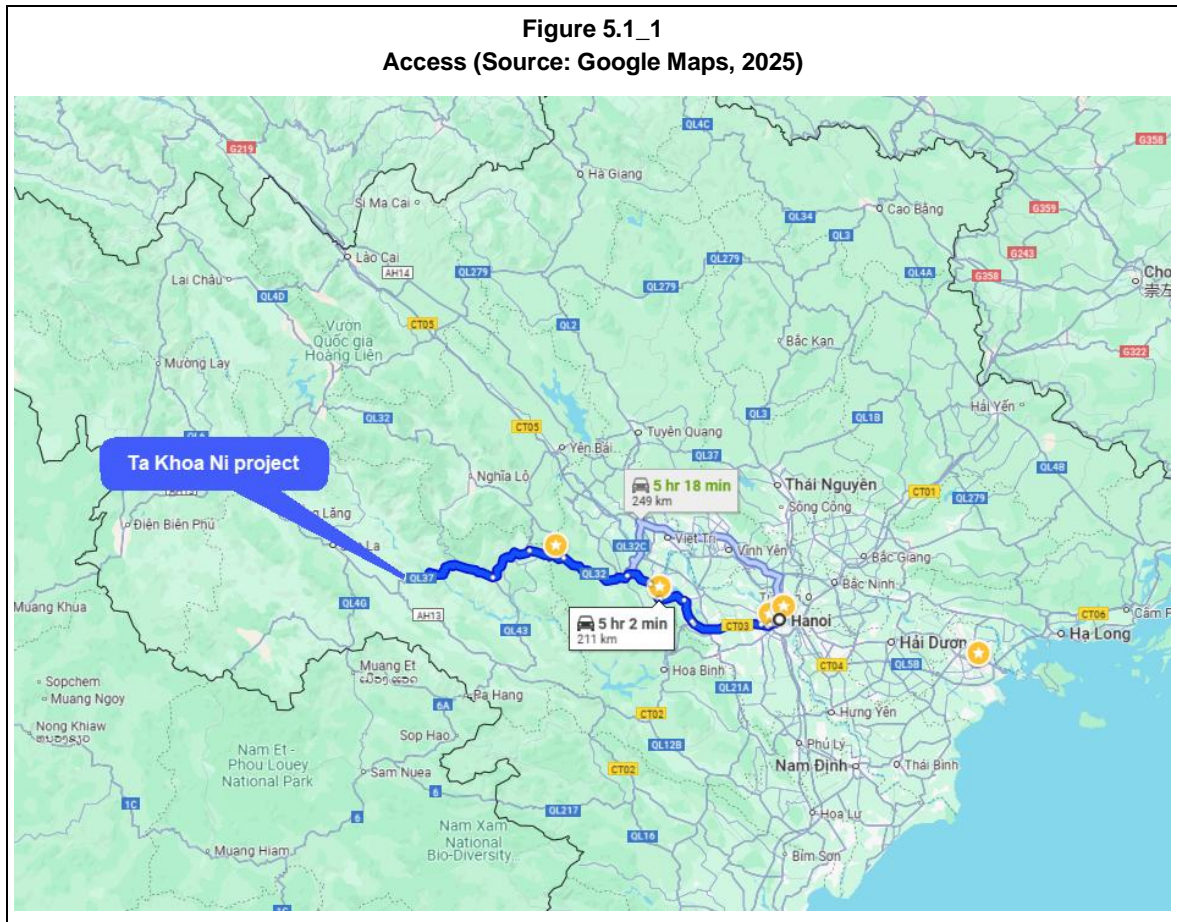 Figure 5.1_1
Access (Source: Google Maps, 2025)
G219
QL4C
G358
Hà Giang
Si Ma Cai
QL34
Cao Bằng
G359
QL3
Lào Cai
AH14
QL279
QL279
G243
QL4A
G358
Cho
崇左
Lai Châu
QL4D
QL279
QL2
CT05
Vườn
Quốc gia
Hoàng Liên
Bắc Kạn
G322
Mường Lay
Hải Yến
QL32
CT05
QL3
QL1B
QL6
Tuyên Quang
Yên Bái
QL37
QL4B
Ta Khoa Ni project
Nghĩa Lộ
5 hr 18 min
249 km
Thái Nguyên
CT01
QL279
Sông Công
Điện Biên Phủ
QL32C
Việt Trì
Vĩnh Yên
Bắc Giang
QL37
QL32
Bắc Ninh
Muang Khua
QL4G
AH13
5 hr 2 min
211 km
CT03
Hanoi
CT06
Hạ Long
QL43
Hải Dương
QL5B
Muang Et
Hoa Binh
CT04
QL21A
Sopchem
Muang Ngoy
Pa Hang
6A
Hưng Yên
Nong Khiaw
Sop Hao
CT02
QL12B
Phủ Lý
Nam Et -
Phou Louey
National Park
Nam Định
Thái Bình
Sam Nuea
CT02
1C
6
6
QL217
Hoa Lư
Nam Xam
National
Bio-Diversity...
QL16
Muang Hiam
Bỉm Sơn
1C